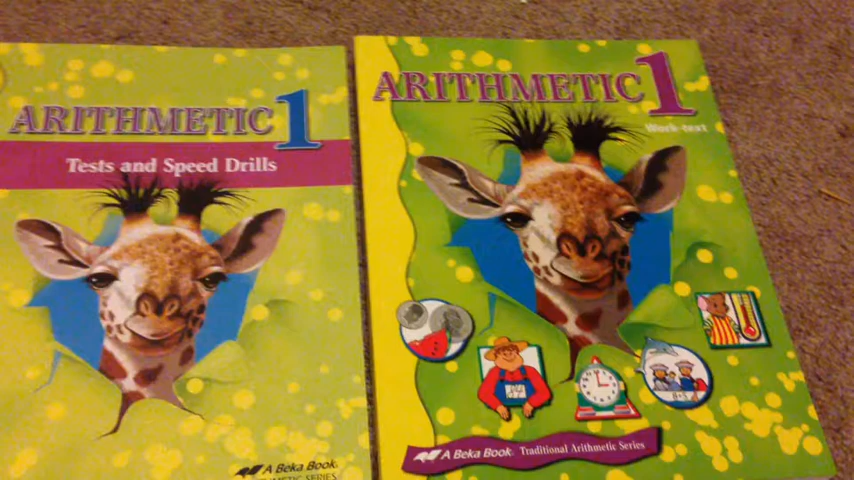 ARITHMETIC 1
Tests and Speed Drills
A Beka Book.
ARITHMETIC 1
Work-text
A Beka Book. Traditional Arithmetic Series